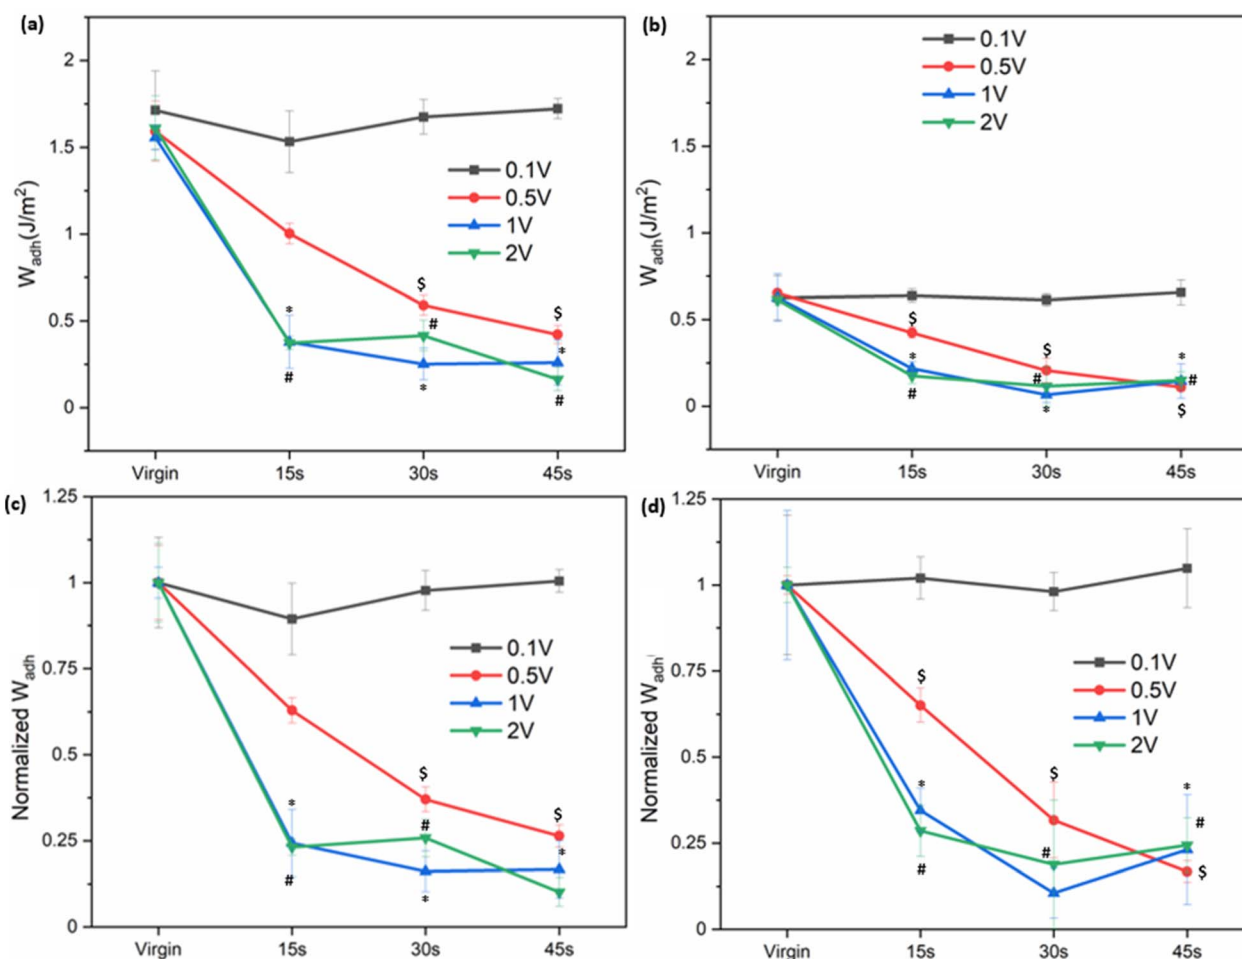 (a)
2
1.5
1
0.5
0
W_adh(J/m²)
0.1V
0.5V
1V
2V
*
#
$
#
*
$
*
#
Virgin 15s 30s 45s
(b)
2
1.5
1
0.5
0
W_adh(J/m²)
0.1V
0.5V
1V
2V
$
*
#
$
#
*
*
#
$
Virgin 15s 30s 45s
(c)
1.25
1
0.75
0.5
0.25
0
Normalized W_adh
0.1V
0.5V
1V
2V
*
#
$
#
*
$
*
Virgin 15s 30s 45s
(d)
1.25
1
0.75
0.5
0.25
0
Normalized W_adh
0.1V
0.5V
1V
2V
$
*
#
$
#
*
#
$
Virgin 15s 30s 45s